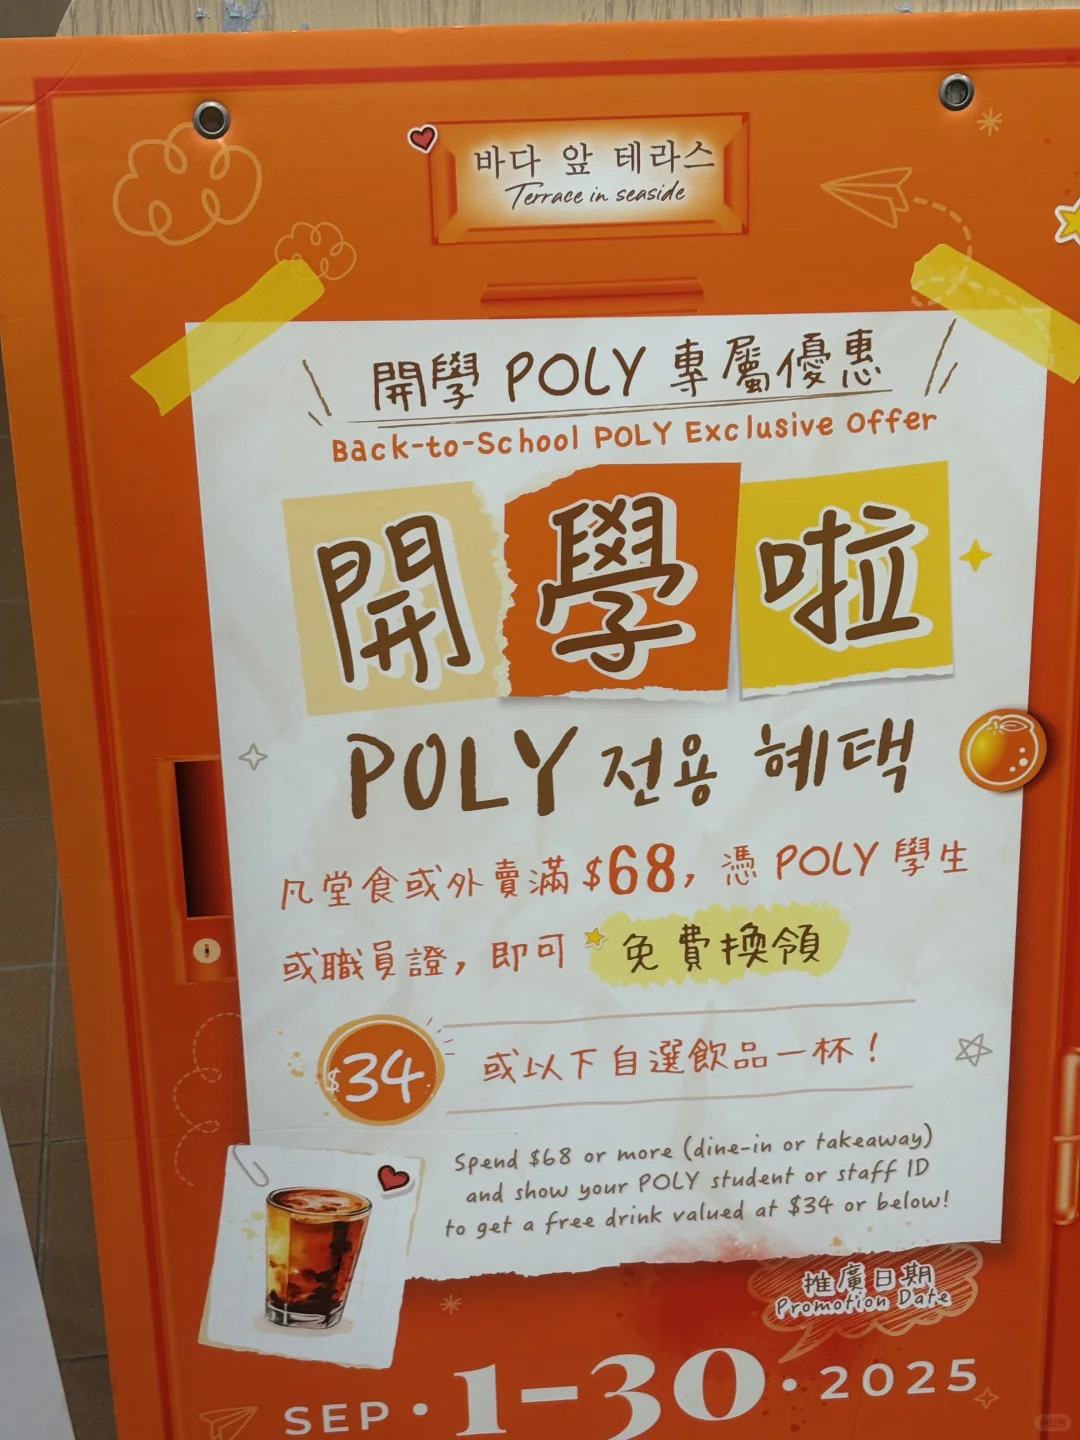 바다 앞 테라스
Terrace in seaside
開學 POLY 專屬優惠
Back-to-School POLY Exclusive Offer
開學啦
POLY 전용 혜택
凡堂食或外賣滿$68, 憑 POLY 學生
或職員證, 即可 免費換領
$34 或以下自選飲品一杯!
Spend $68 or more (dine-in or takeaway)
and show your POLY student or staff ID
to get a free drink valued at $34 or below!
推廣日期
Promotion Date
SEP · 1-30 · 2025
小红书